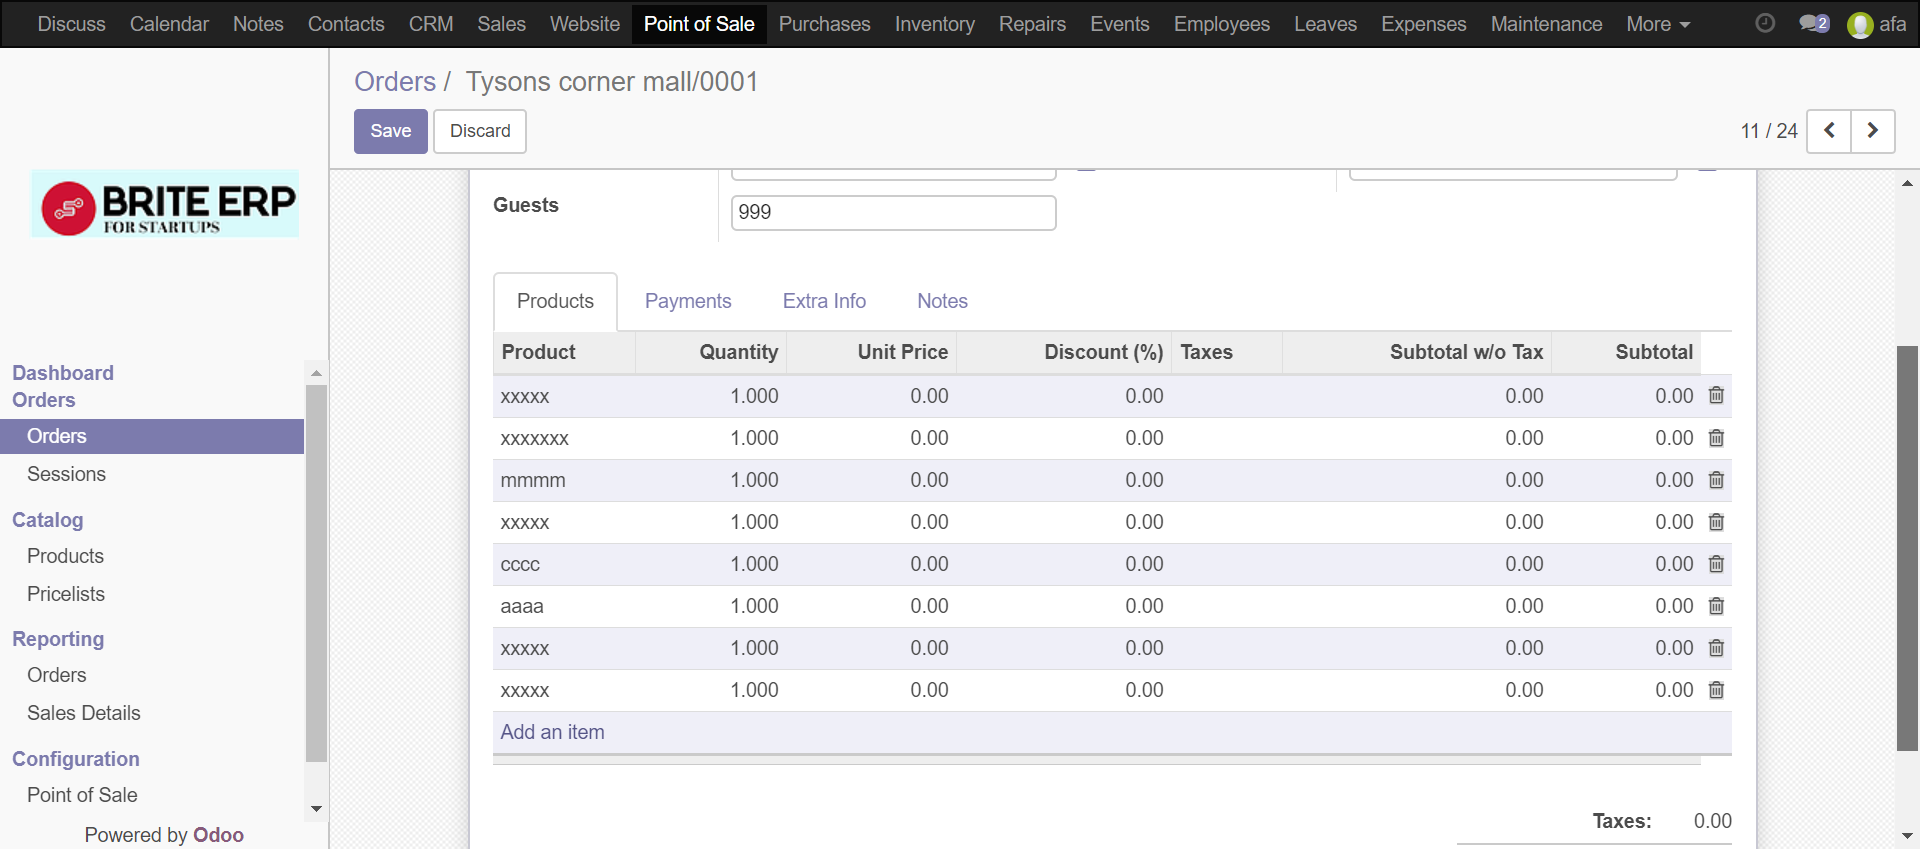 Discuss Calendar Notes Contacts CRM Sales Website Point of Sale Purchases Inventory Repairs Events Employees Leaves Expenses Maintenance More 2 afa
Orders / Tysons corner mall/0001
Save Discard
11 / 24
BRITE ERP
FOR STARTUPS
Dashboard
Orders
Orders
Sessions
Catalog
Products
Pricelists
Reporting
Orders
Sales Details
Configuration
Point of Sale
Powered by Odoo
Guests 999
Products Payments Extra Info Notes
Product Quantity Unit Price Discount (%) Taxes Subtotal w/o Tax Subtotal
xxxxx 1.000 0.00 0.00 0.00 0.00
xxxxxxx 1.000 0.00 0.00 0.00 0.00
mmmm 1.000 0.00 0.00 0.00 0.00
xxxxx 1.000 0.00 0.00 0.00 0.00
cccc 1.000 0.00 0.00 0.00 0.00
aaaa 1.000 0.00 0.00 0.00 0.00
xxxxx 1.000 0.00 0.00 0.00 0.00
xxxxx 1.000 0.00 0.00 0.00 0.00
Add an item
Taxes: 0.00